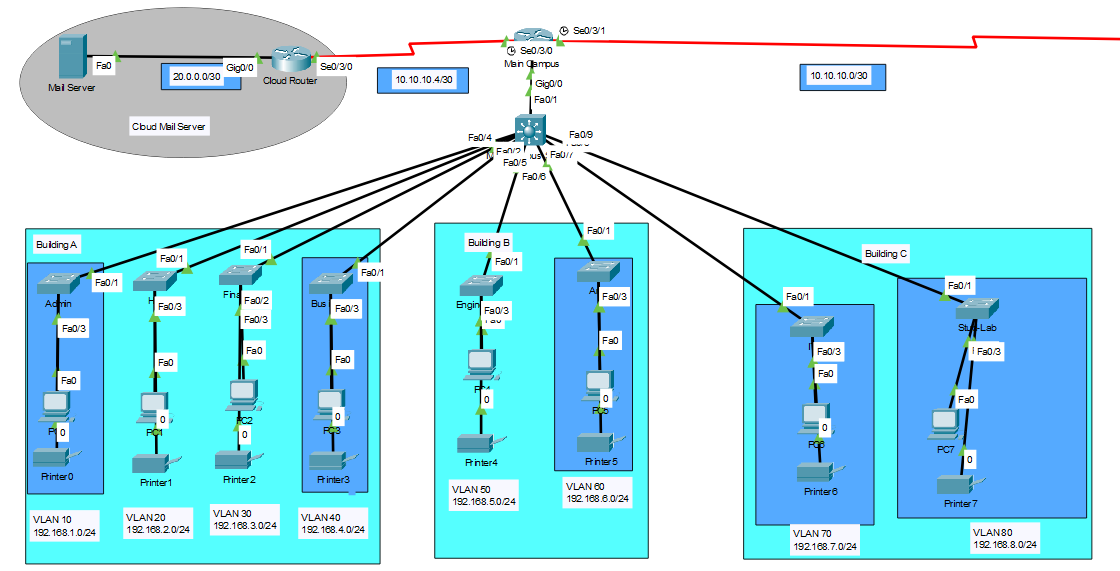 Se0/3/1
Se0/3/0
Main Campus
Fa0
Gig0/0
Se0/3/0
Mail Server
20.0.0.0/30
Cloud Router
10.10.10.4/30
10.10.10.0/30
Gig0/0
Fa0/1
Cloud Mail Server
Fa0/4
Fa0/9
Fa0/2
Fa0/7
Fa0/5
Fa0/6
Building A
Building B
Building C
Fa0/1
Fa0/1
Fa0/1
Fa0/1
Fa0/1
Fa0/1
Fa0/1
Fa0/1
Admin
Bus
Stud-Lab
Fa0/3
Fa0/3
Fa0/2
Fa0/3
Fa0/3
Fa0/3
Fa0/3
Fa0/3
Fa0/3
Fa0
Fa0
Fa0
Fa0
Fa0
Fa0
Fa0
0
0
0
0
0
0
0
0
PC1
PC2
PC3
PC5
PC6
PC7
Printer0
Printer1
Printer2
Printer3
Printer4
Printer5
Printer6
Printer7
VLAN 10
192.168.1.0/24
VLAN 20
192.168.2.0/24
VLAN 30
192.168.3.0/24
VLAN 40
192.168.4.0/24
VLAN 50
192.168.5.0/24
VLAN 60
192.168.6.0/24
VLAN 70
192.168.7.0/24
VLAN 80
192.168.8.0/24